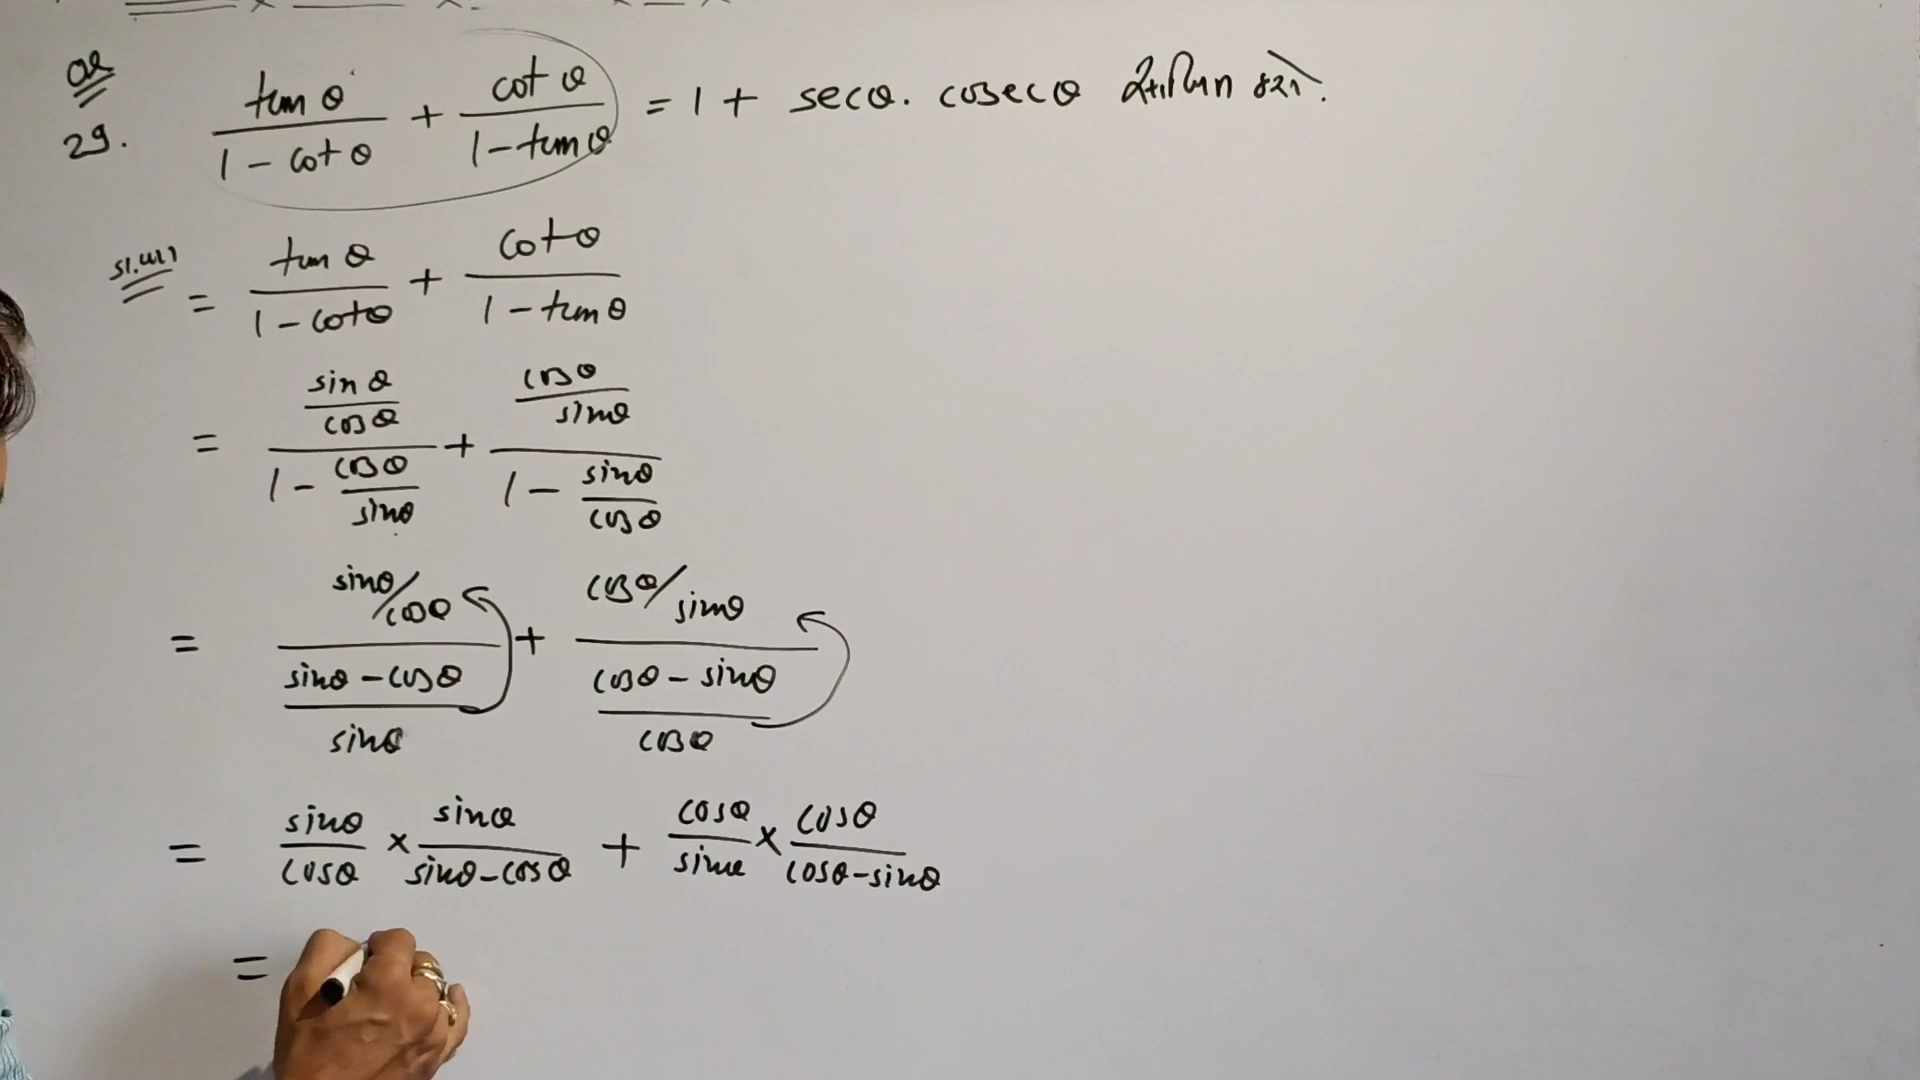 29. tanθ / (1 - cotθ) + cotθ / (1 - tanθ) = 1 + secθ . cosecθ સાબિત કરો.
ડા.બા = tanθ / (1 - cotθ) + cotθ / (1 - tanθ)
= (sinθ/cosθ) / (1 - cosθ/sinθ) + (cosθ/sinθ) / (1 - sinθ/cosθ)
= (sinθ/cosθ) / ((sinθ - cosθ)/sinθ) + (cosθ/sinθ) / ((cosθ - sinθ)/cosθ)
= sinθ/cosθ × sinθ/(sinθ-cosθ) + cosθ/sinθ × cosθ/(cosθ-sinθ)
=